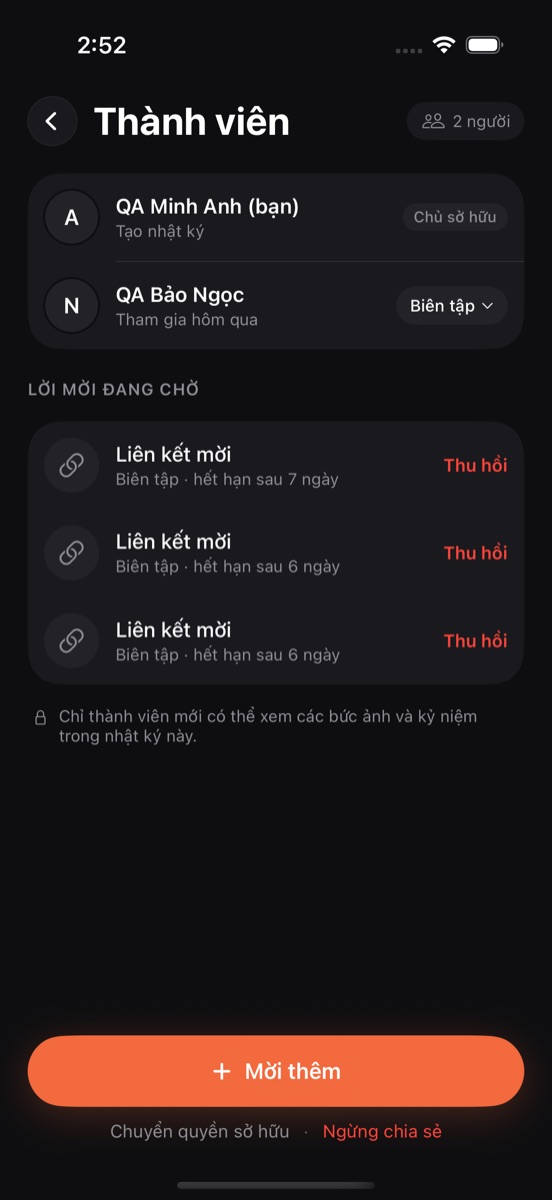 2:52
Thành viên
2 người
A
QA Minh Anh (bạn)
Tạo nhật ký
Chủ sở hữu
N
QA Bảo Ngọc
Tham gia hôm qua
Biên tập
LỜI MỜI ĐANG CHỜ
Liên kết mời
Biên tập · hết hạn sau 7 ngày
Thu hồi
Liên kết mời
Biên tập · hết hạn sau 6 ngày
Thu hồi
Liên kết mời
Biên tập · hết hạn sau 6 ngày
Thu hồi
Chỉ thành viên mới có thể xem các bức ảnh và kỷ niệm
trong nhật ký này.
+ Mời thêm
Chuyển quyền sở hữu · Ngừng chia sẻ